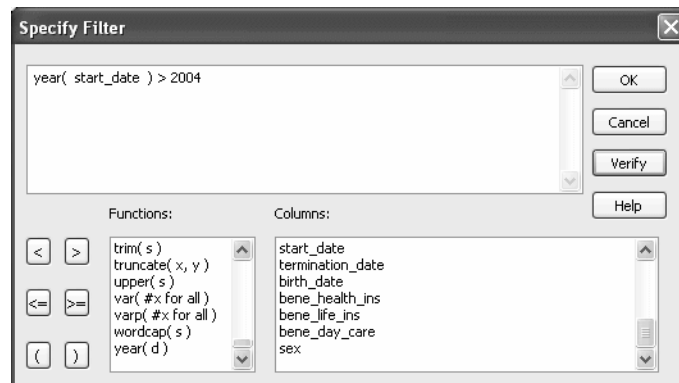 Specify Filter
year( start_date ) > 2004
OK
Cancel
Verify
Help
Functions:
Columns:
< >
<= >=
( )
trim( s )
truncate( x, y )
upper( s )
var( #x for all )
varp( #x for all )
wordcap( s )
year( d )
start_date
termination_date
birth_date
bene_health_ins
bene_life_ins
bene_day_care
sex